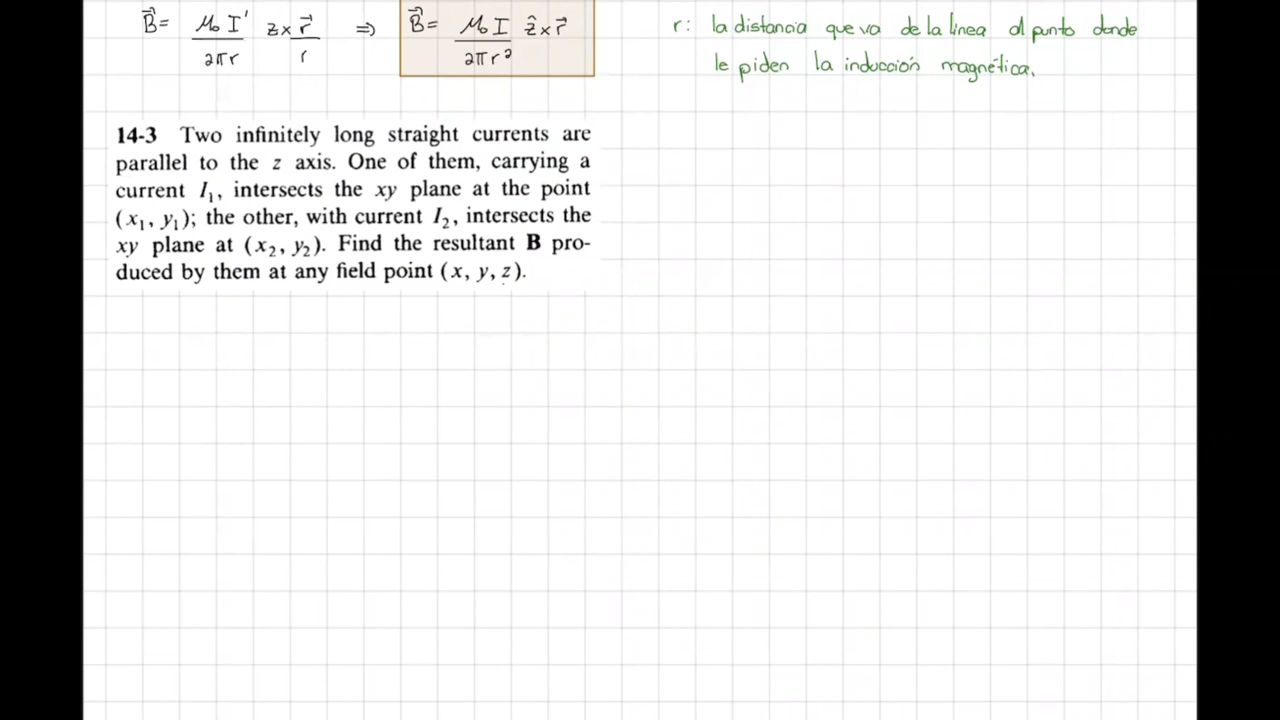 B⃗= μ₀ I' / 2πr z × r⃗ / r ⇒ B⃗= μ₀ I / 2πr² ẑ×r⃗
r: la distancia que va de la linea al punto donde
le piden la inducción magnética.
14-3 Two infinitely long straight currents are
parallel to the z axis. One of them, carrying a
current I₁, intersects the xy plane at the point
(x₁, y₁); the other, with current I₂, intersects the
xy plane at (x₂, y₂). Find the resultant B pro-
duced by them at any field point (x, y, z).